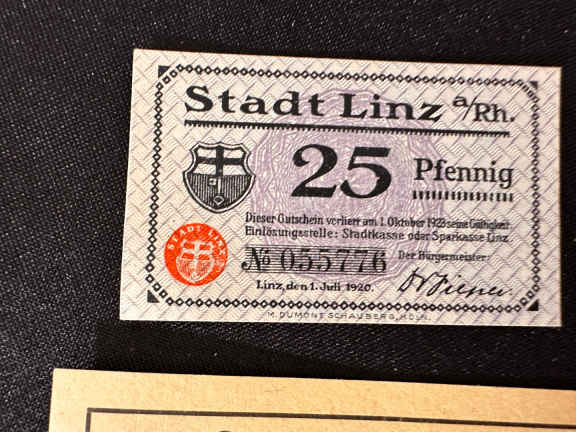 Stadt Linz a/Rh.
25 Pfennig
Dieser Gutschein verliert am 1. Oktober 1923 seine Gültigkeit
Einlösungsstelle: Stadtkasse oder Sparkasse Linz
№ 055776 Der Bürgermeister:
Linz, den 1. Juli 1920.
STADT LINZ
M. DUMONT SCHAUBERG, KÖLN.